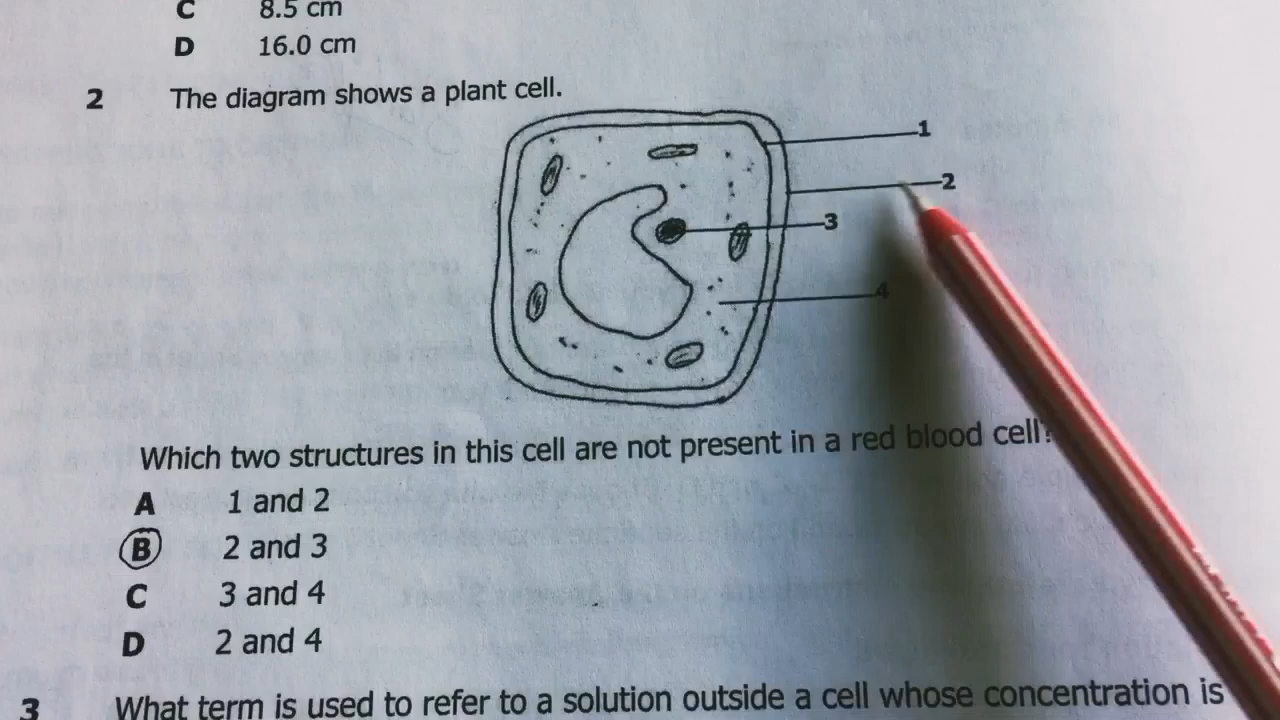 C 8.5 cm
D 16.0 cm
2 The diagram shows a plant cell.
1
2
3
4
Which two structures in this cell are not present in a red blood cell?
A 1 and 2
B 2 and 3
C 3 and 4
D 2 and 4
3 What term is used to refer to a solution outside a cell whose concentration is